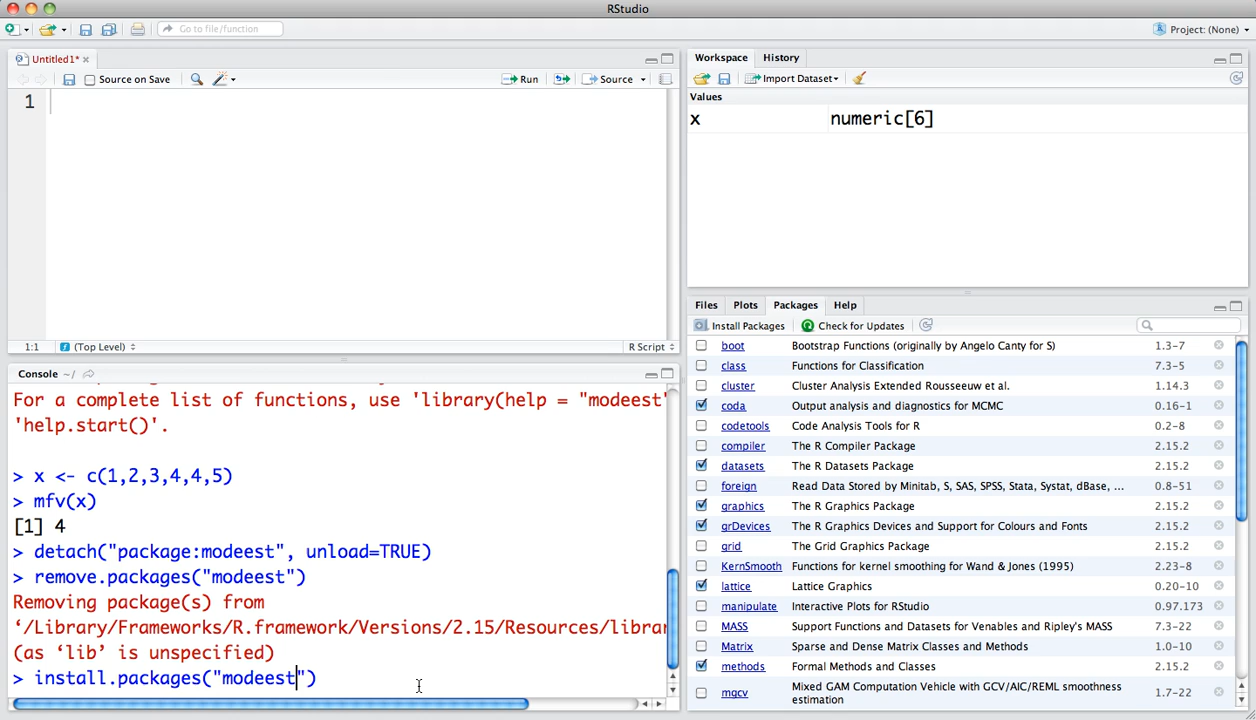 RStudio
Go to file/function
Project: (None)
Untitled1*
Source on Save
Run
Source
1
1:1
(Top Level)
R Script
Console ~/
For a complete list of functions, use 'library(help = "modeest"
'help.start()'.
> x <- c(1,2,3,4,4,5)
> mfv(x)
[1] 4
> detach("package:modeest", unload=TRUE)
> remove.packages("modeest")
Removing package(s) from
‘/Library/Frameworks/R.framework/Versions/2.15/Resources/librar
(as ‘lib’ is unspecified)
> install.packages("modeest")
Workspace
History
Import Dataset
Values
x numeric[6]
Files
Plots
Packages
Help
Install Packages
Check for Updates
boot Bootstrap Functions (originally by Angelo Canty for S) 1.3-7
class Functions for Classification 7.3-5
cluster Cluster Analysis Extended Rousseeuw et al. 1.14.3
coda Output analysis and diagnostics for MCMC 0.16-1
codetools Code Analysis Tools for R 0.2-8
compiler The R Compiler Package 2.15.2
datasets The R Datasets Package 2.15.2
foreign Read Data Stored by Minitab, S, SAS, SPSS, Stata, Systat, dBase, ... 0.8-51
graphics The R Graphics Package 2.15.2
grDevices The R Graphics Devices and Support for Colours and Fonts 2.15.2
grid The Grid Graphics Package 2.15.2
KernSmooth Functions for kernel smoothing for Wand & Jones (1995) 2.23-8
lattice Lattice Graphics 0.20-10
manipulate Interactive Plots for RStudio 0.97.173
MASS Support Functions and Datasets for Venables and Ripley's MASS 7.3-22
Matrix Sparse and Dense Matrix Classes and Methods 1.0-10
methods Formal Methods and Classes 2.15.2
mgcv Mixed GAM Computation Vehicle with GCV/AIC/REML smoothness estimation 1.7-22